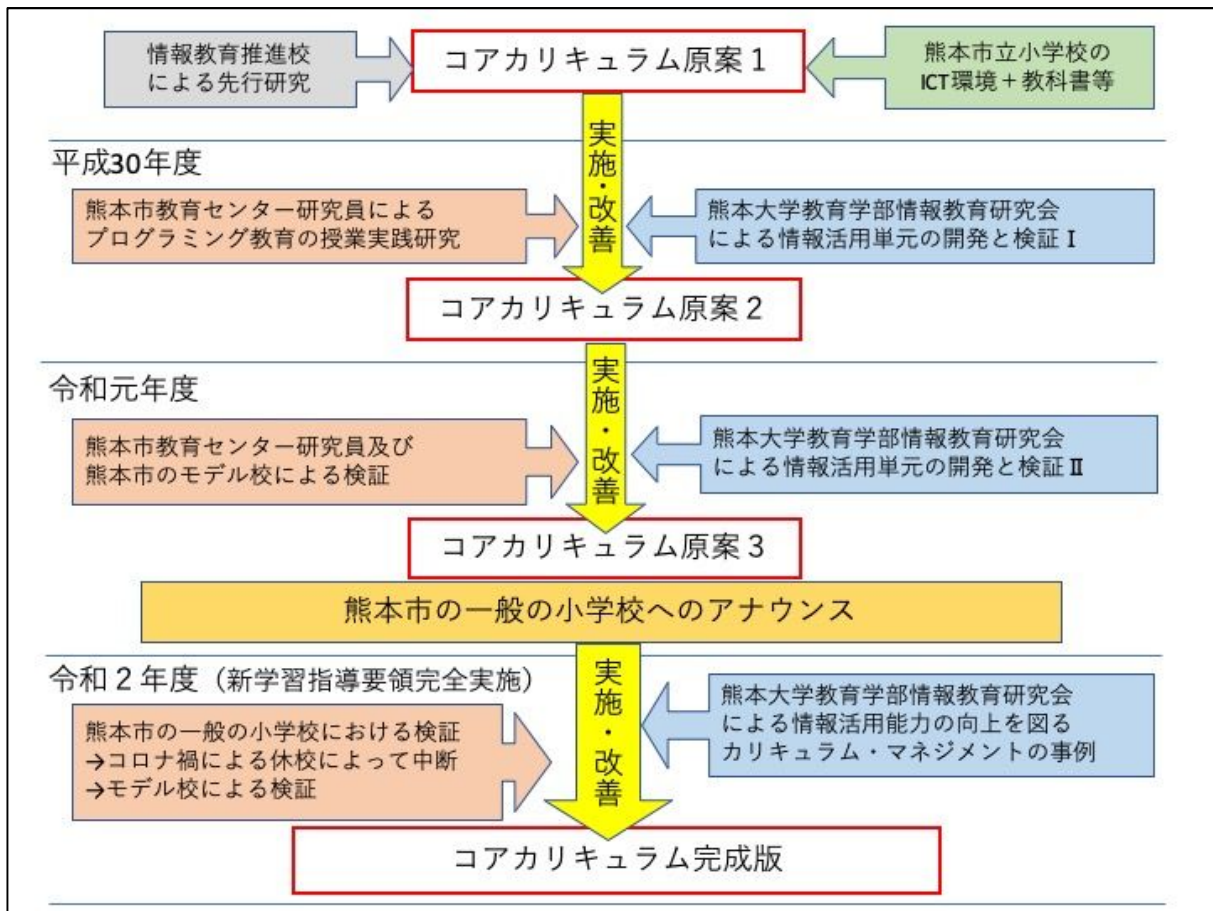 情報教育推進校
による先行研究
コアカリキュラム原案１
熊本市立小学校の
ICT環境＋教科書等
実施・改善
平成30年度
熊本市教育センター研究員による
プログラミング教育の授業実践研究
熊本大学教育学部情報教育研究会
による情報活用単元の開発と検証Ⅰ
コアカリキュラム原案２
実施・改善
令和元年度
熊本市教育センター研究員及び
熊本市のモデル校による検証
熊本大学教育学部情報教育研究会
による情報活用単元の開発と検証Ⅱ
コアカリキュラム原案３
熊本市の一般の小学校へのアナウンス
実施・改善
令和２年度（新学習指導要領完全実施）
熊本市の一般の小学校における検証
→コロナ禍による休校によって中断
→モデル校による検証
熊本大学教育学部情報教育研究会
による情報活用能力の向上を図る
カリキュラム・マネジメントの事例
コアカリキュラム完成版